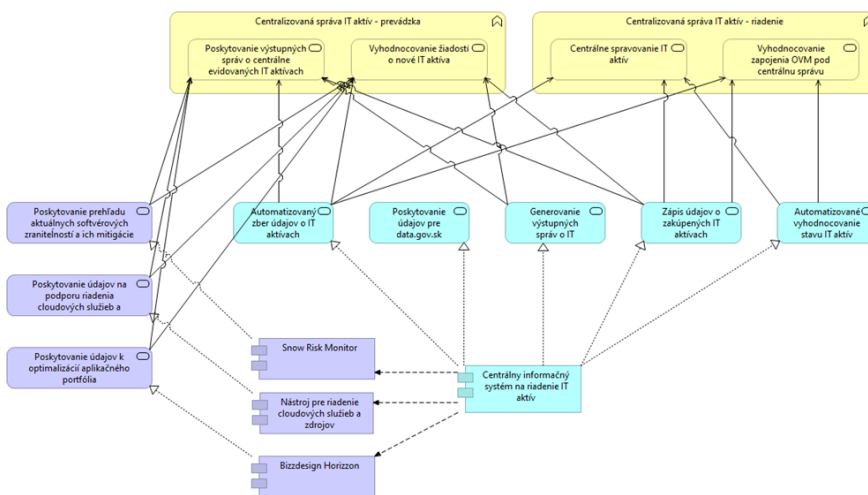 Centralizovaná správa IT aktív - prevádzka
Centralizovaná správa IT aktív - riadenie
Poskytovanie výstupných
správ o centrálne
evidovaných IT aktívach
Vyhodnocovanie žiadostí
o nové IT aktíva
Centrálne spravovanie IT
aktív
Vyhodnocovanie
zapojenia OVM pod
centrálnu správu
Poskytovanie prehľadu
aktuálnych softvérových
zraniteľností a ich mitigácie
Automatizovaný
zber údajov o IT
aktívach
Poskytovanie
údajov pre
data.gov.sk
Generovanie
výstupných
správ o IT
Zápis údajov o
zakúpených IT
aktívach
Automatizované
vyhodnocovanie
stavu IT aktív
Poskytovanie údajov na
podporu riadenia
cloudových služieb a
Poskytovanie údajov k
optimalizácií aplikačného
portfólia
Snow Risk Monitor
Centrálny informačný
systém na riadenie IT
aktív
Nástroj pre riadenie
cloudových služieb a
zdrojov
Bizzdesign Horizzon